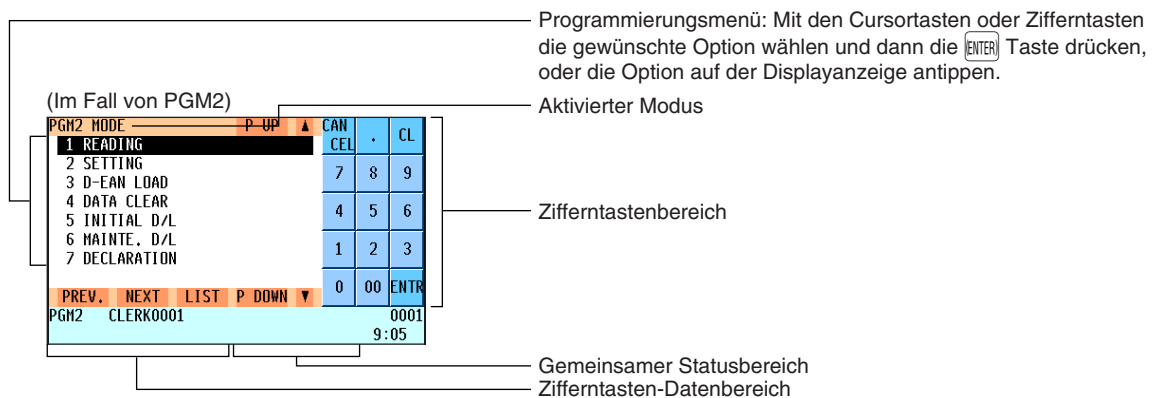 Programmierungsmenü: Mit den Cursortasten oder Zifferntasten
die gewünschte Option wählen und dann die ENTER Taste drücken,
oder die Option auf der Displayanzeige antippen.
(Im Fall von PGM2)
Aktivierter Modus
PGM2 MODE P UP ▲ CAN CEL . CL
1 READING
2 SETTING
3 D-EAN LOAD
7 8 9
4 DATA CLEAR
5 INITIAL D/L
4 5 6
Zifferntastenbereich
6 MAINTE. D/L
7 DECLARATION
1 2 3
PREV. NEXT LIST P DOWN ▼
0 00 ENTR
PGM2 CLERK0001 0001
9:05
Gemeinsamer Statusbereich
Zifferntasten-Datenbereich